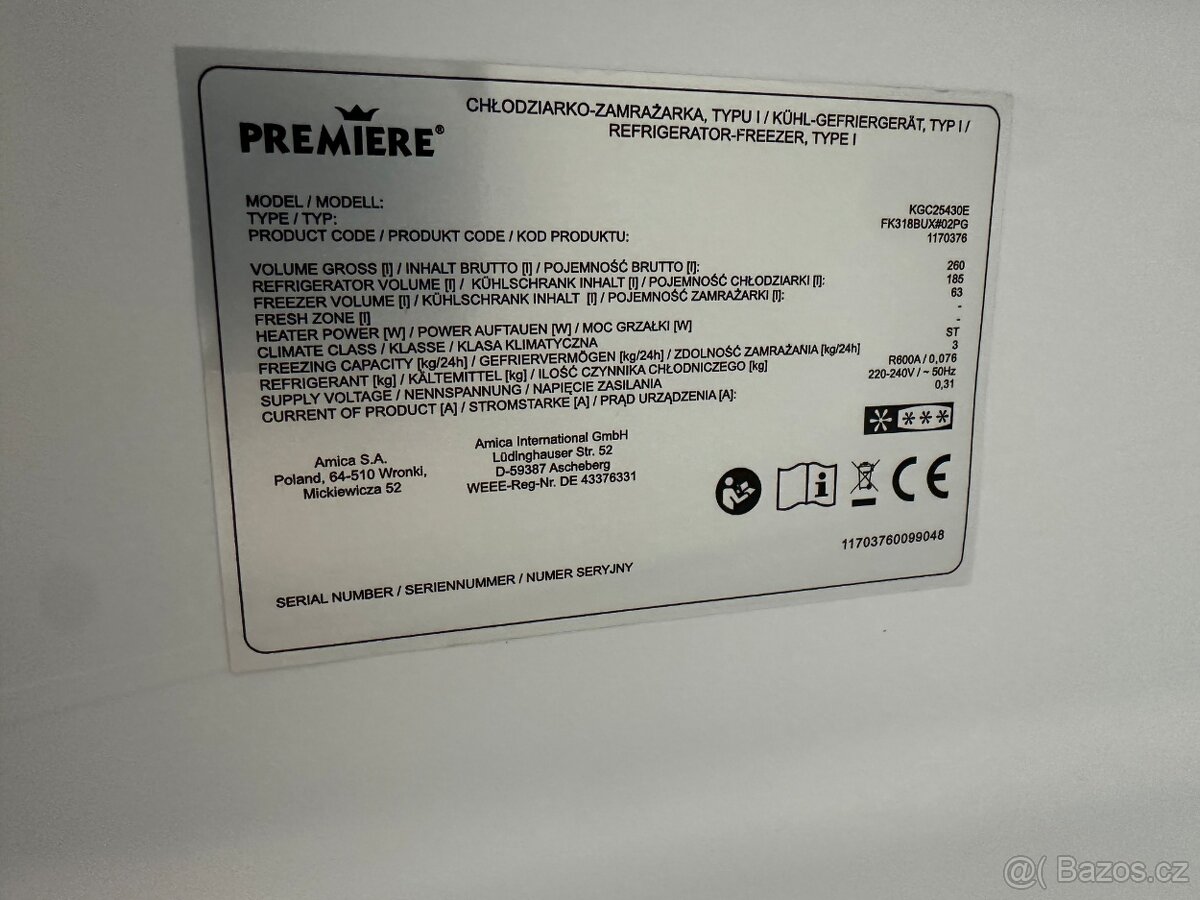 PREMIERE®
CHŁODZIARKO-ZAMRAŻARKA, TYPU I / KÜHL-GEFRIERGERÄT, TYP I /
REFRIGERATOR-FREEZER, TYPE I
MODEL / MODELL: KGC25430E
TYPE / TYP: FK318BUX#02PG
PRODUCT CODE / PRODUKT CODE / KOD PRODUKTU: 1170376
VOLUME GROSS [l] / INHALT BRUTTO [l] / POJEMNOŚĆ BRUTTO [l]: 260
REFRIGERATOR VOLUME [l] / KÜHLSCHRANK INHALT [l] / POJEMNOŚĆ CHŁODZIARKI [l]: 185
FREEZER VOLUME [l] / KÜHLSCHRANK INHALT [l] / POJEMNOŚĆ ZAMRAŻARKI [l]: 63
FRESH ZONE [l] -
HEATER POWER [W] / POWER AUFTAUEN [W] / MOC GRZAŁKI [W] -
CLIMATE CLASS / KLASSE / KLASA KLIMATYCZNA ST
FREEZING CAPACITY [kg/24h] / GEFRIERVERMÖGEN [kg/24h] / ZDOLNOŚĆ ZAMRAŻANIA [kg/24h] 3
REFRIGERANT [kg] / KÄLTEMITTEL [kg] / ILOŚĆ CZYNNIKA CHŁODNICZEGO [kg] R600A / 0,076
SUPPLY VOLTAGE / NENNSPANNUNG / NAPIĘCIE ZASILANIA 220-240V / ~ 50Hz
CURRENT OF PRODUCT [A] / STROMSTARKE [A] / PRĄD URZĄDZENIA [A]: 0,31
Amica S.A.
Poland, 64-510 Wronki,
Mickiewicza 52
Amica International GmbH
Lüdinghauser Str. 52
D-59387 Ascheberg
WEEE-Reg-Nr. DE 43376331
CE
11703760099048
SERIAL NUMBER / SERIENNUMMER / NUMER SERYJNY
@( Bazos.cz